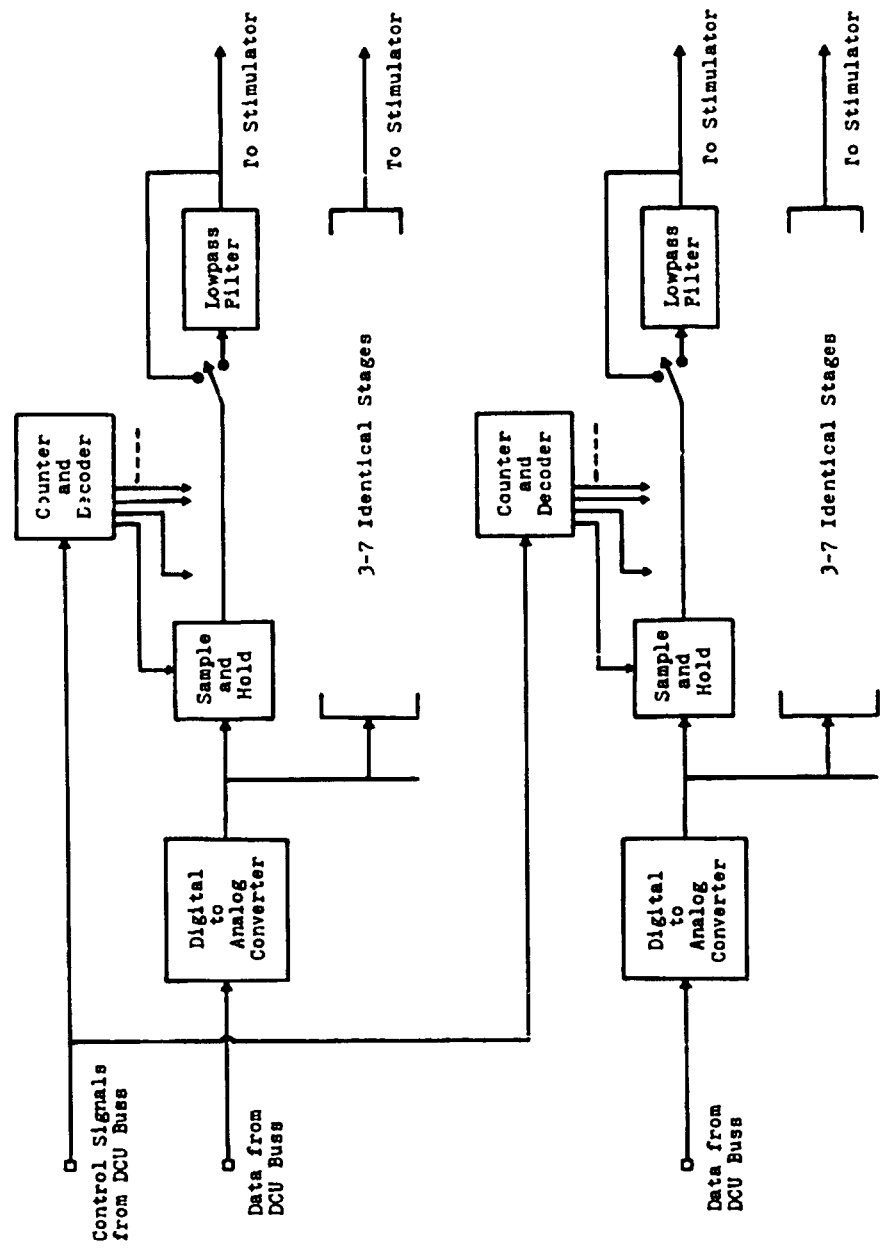 Control Signals
from DCU Buss
Counter
and
Decoder
Data from
DCU Buss
Digital
to
Analog
Converter
Sample
and
Hold
Lowpass
Filter
To Stimulator
3-7 Identical Stages
To Stimulator
Counter
and
Decoder
Data from
DCU Buss
Digital
to
Analog
Converter
Sample
and
Hold
Lowpass
Filter
To Stimulator
3-7 Identical Stages
To Stimulator